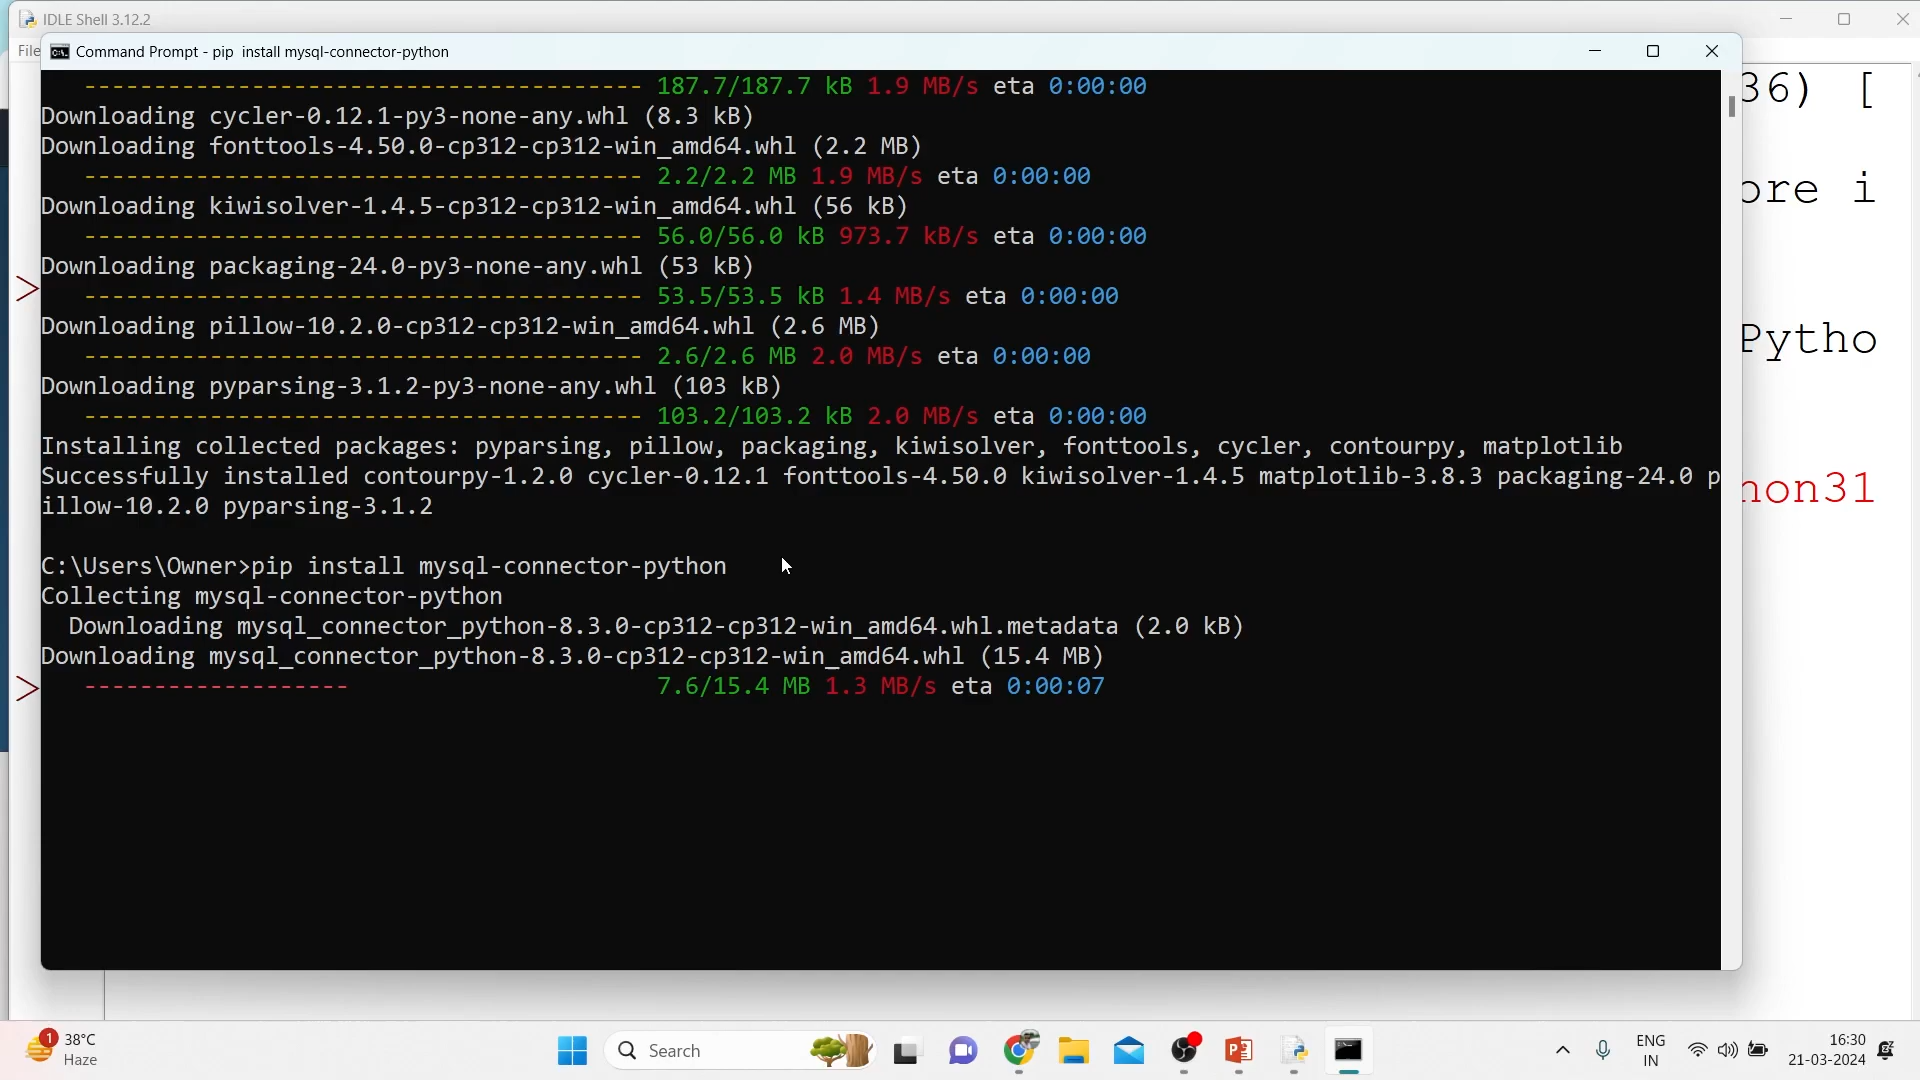 IDLE Shell 3.12.2
File
Command Prompt - pip  install mysql-connector-python
---------------------------------------- 187.7/187.7 kB 1.9 MB/s eta 0:00:00
Downloading cycler-0.12.1-py3-none-any.whl (8.3 kB)
Downloading fonttools-4.50.0-cp312-cp312-win_amd64.whl (2.2 MB)
---------------------------------------- 2.2/2.2 MB 1.9 MB/s eta 0:00:00
Downloading kiwisolver-1.4.5-cp312-cp312-win_amd64.whl (56 kB)
---------------------------------------- 56.0/56.0 kB 973.7 kB/s eta 0:00:00
Downloading packaging-24.0-py3-none-any.whl (53 kB)
---------------------------------------- 53.5/53.5 kB 1.4 MB/s eta 0:00:00
Downloading pillow-10.2.0-cp312-cp312-win_amd64.whl (2.6 MB)
---------------------------------------- 2.6/2.6 MB 2.0 MB/s eta 0:00:00
Downloading pyparsing-3.1.2-py3-none-any.whl (103 kB)
---------------------------------------- 103.2/103.2 kB 2.0 MB/s eta 0:00:00
Installing collected packages: pyparsing, pillow, packaging, kiwisolver, fonttools, cycler, contourpy, matplotlib
Successfully installed contourpy-1.2.0 cycler-0.12.1 fonttools-4.50.0 kiwisolver-1.4.5 matplotlib-3.8.3 packaging-24.0 p
illow-10.2.0 pyparsing-3.1.2
C:\Users\Owner>pip install mysql-connector-python
Collecting mysql-connector-python
Downloading mysql_connector_python-8.3.0-cp312-cp312-win_amd64.whl.metadata (2.0 kB)
Downloading mysql_connector_python-8.3.0-cp312-cp312-win_amd64.whl (15.4 MB)
------------------- 7.6/15.4 MB 1.3 MB/s eta 0:00:07
>
>
36) [
ore i
Pytho
hon31
1
38°C
Haze
Search
ENG
IN
16:30
21-03-2024